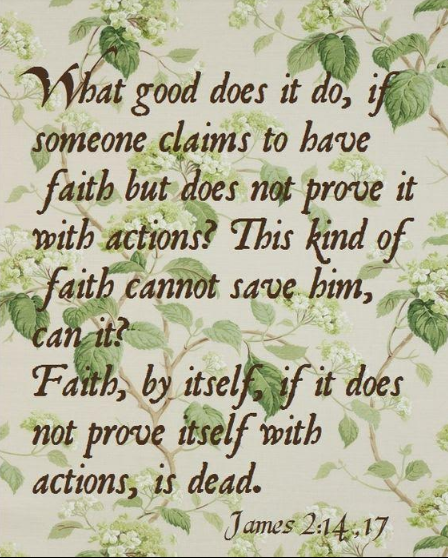 What good does it do, if
someone claims to have
faith but does not prove it
with actions? This kind of
faith cannot save him,
can it?
Faith, by itself, if it does
not prove itself with
actions, is dead.
James 2:14,17